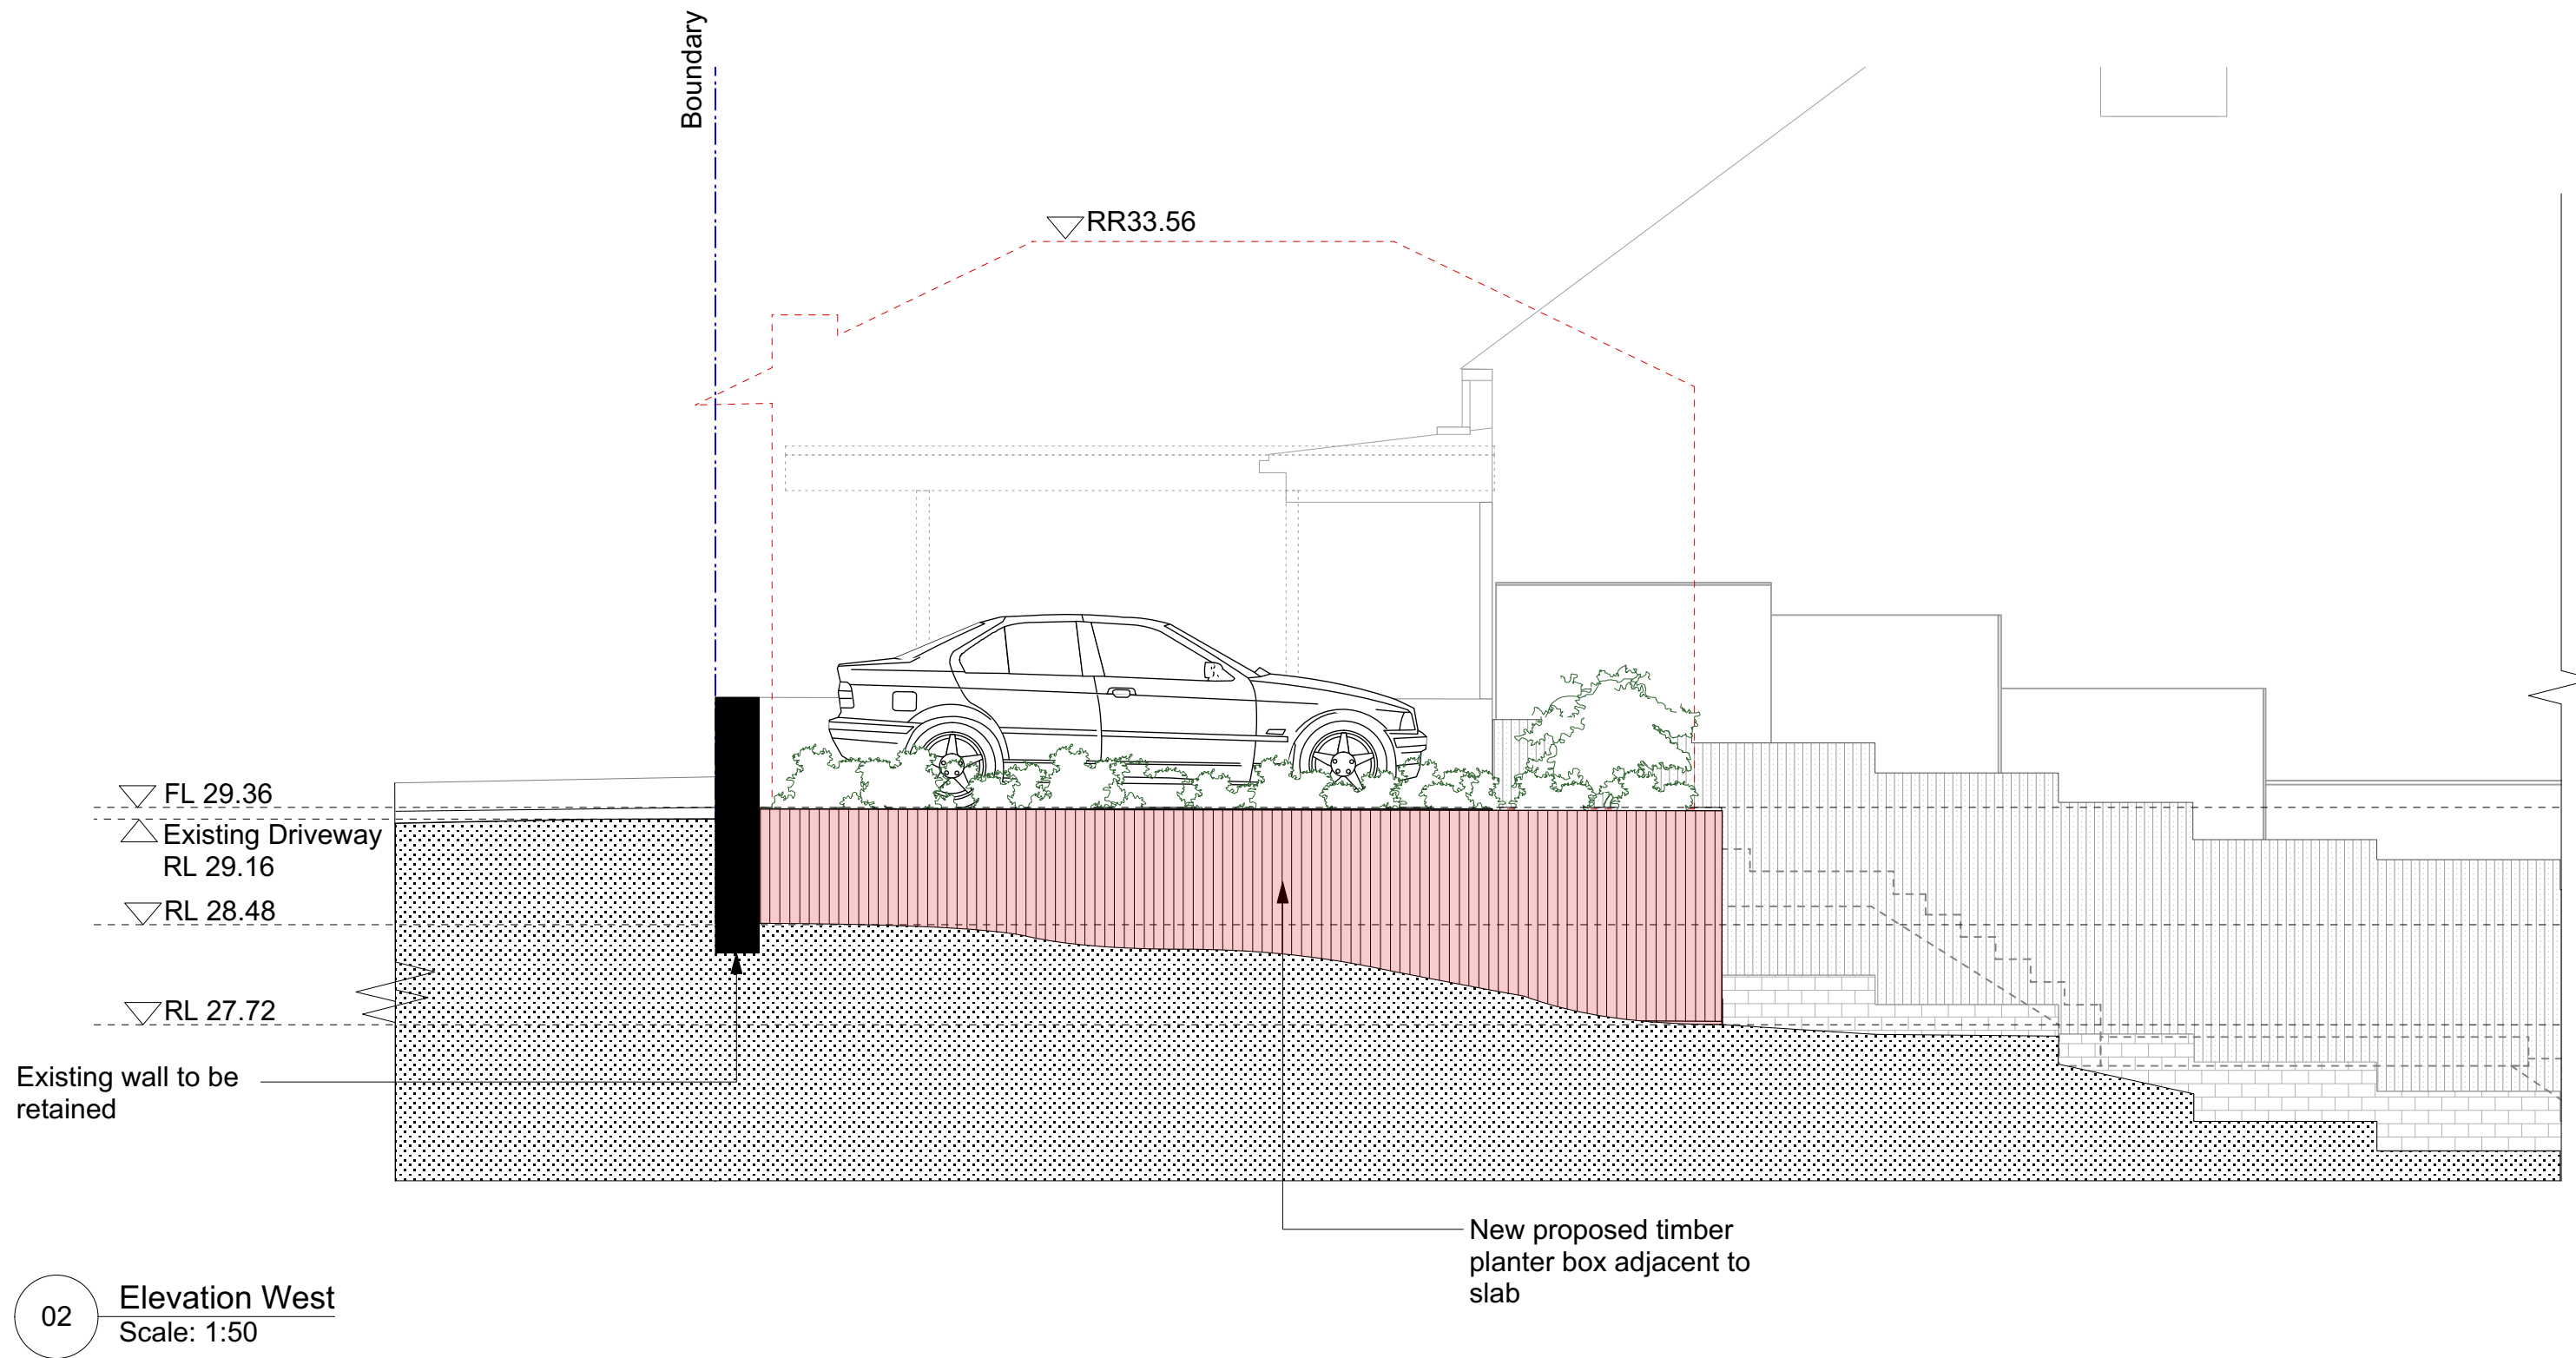 Boundary
RR33.56
FL 29.36
Existing Driveway
RL 29.16
RL 28.48
RL 27.72
Existing wall to be
retained
New proposed timber
planter box adjacent to
slab
02
Elevation West
Scale: 1:50